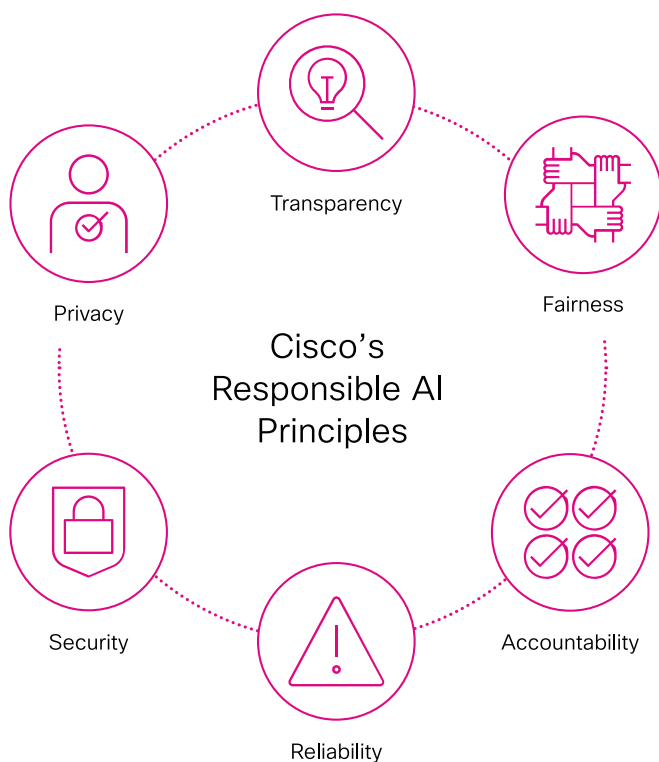 Transparency
Privacy
Fairness
Cisco’s
Responsible AI
Principles
Security
Accountability
Reliability